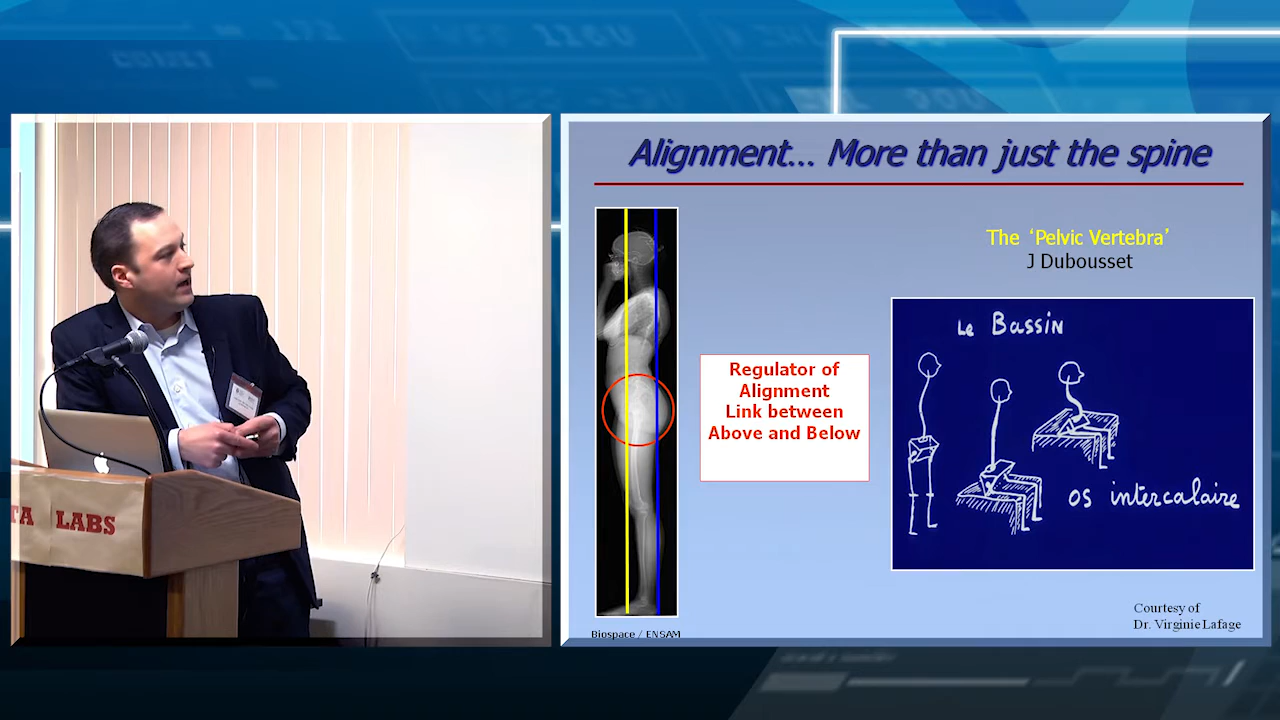 TA LABS
Alignment... More than just the spine
The 'Pelvic Vertebra'
J Dubousset
Regulator of
Alignment
Link between
Above and Below
Le Bassin
os intercalaire
Courtesy of
Dr. Virginie Lafage
Biospace / ENSAM